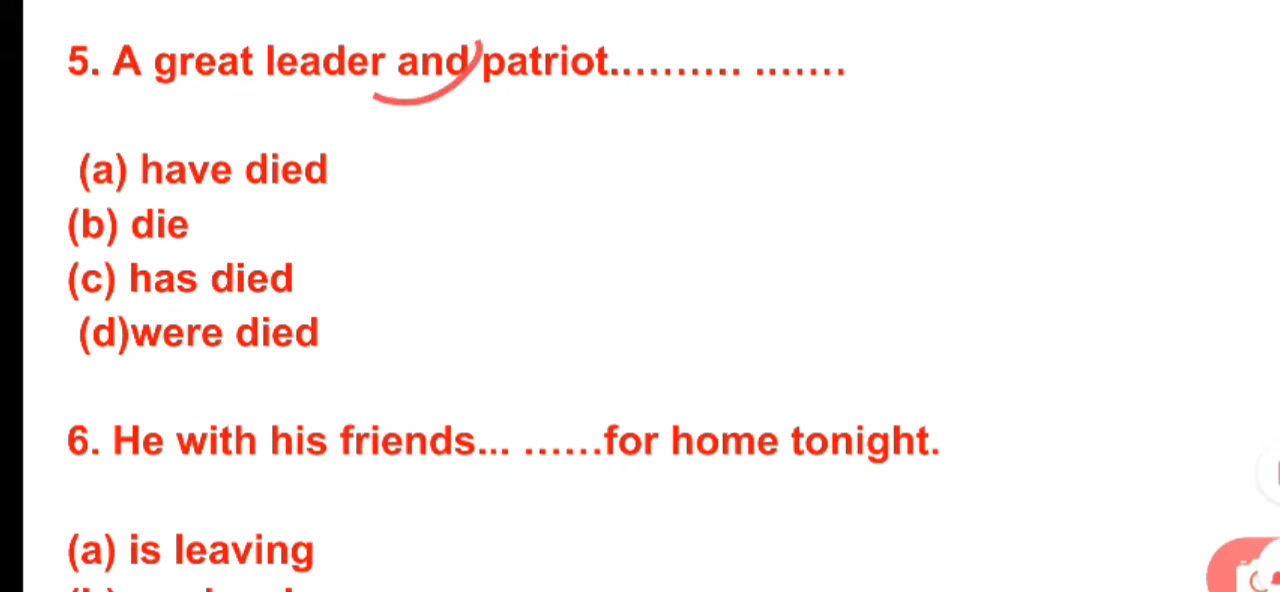 5. A great leader and patriot.......... .......
(a) have died
(b) die
(c) has died
(d)were died
6. He with his friends... ......for home tonight.
(a) is leaving